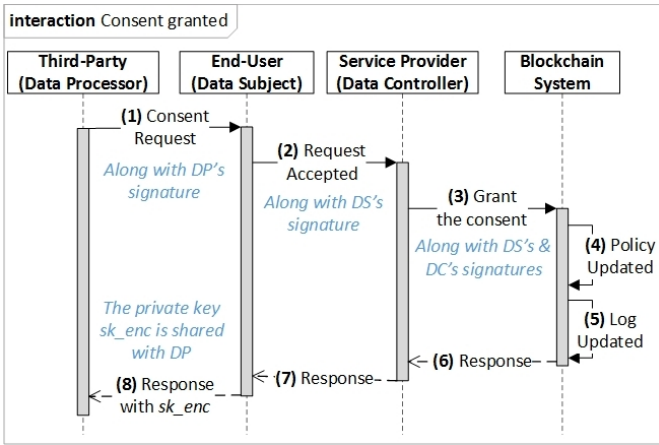 interaction Consent granted
Third-Party
(Data Processor)
End-User
(Data Subject)
Service Provider
(Data Controller)
Blockchain
System
(1) Consent
Request
Along with DP's
signature
(2) Request
Accepted
Along with DS's
signature
(3) Grant
the consent
Along with DS's &
DC's signatures
(4) Policy
Updated
(5) Log
Updated
(6) Response
(7) Response
The private key
sk_enc is shared
with DP
(8) Response
with sk_enc